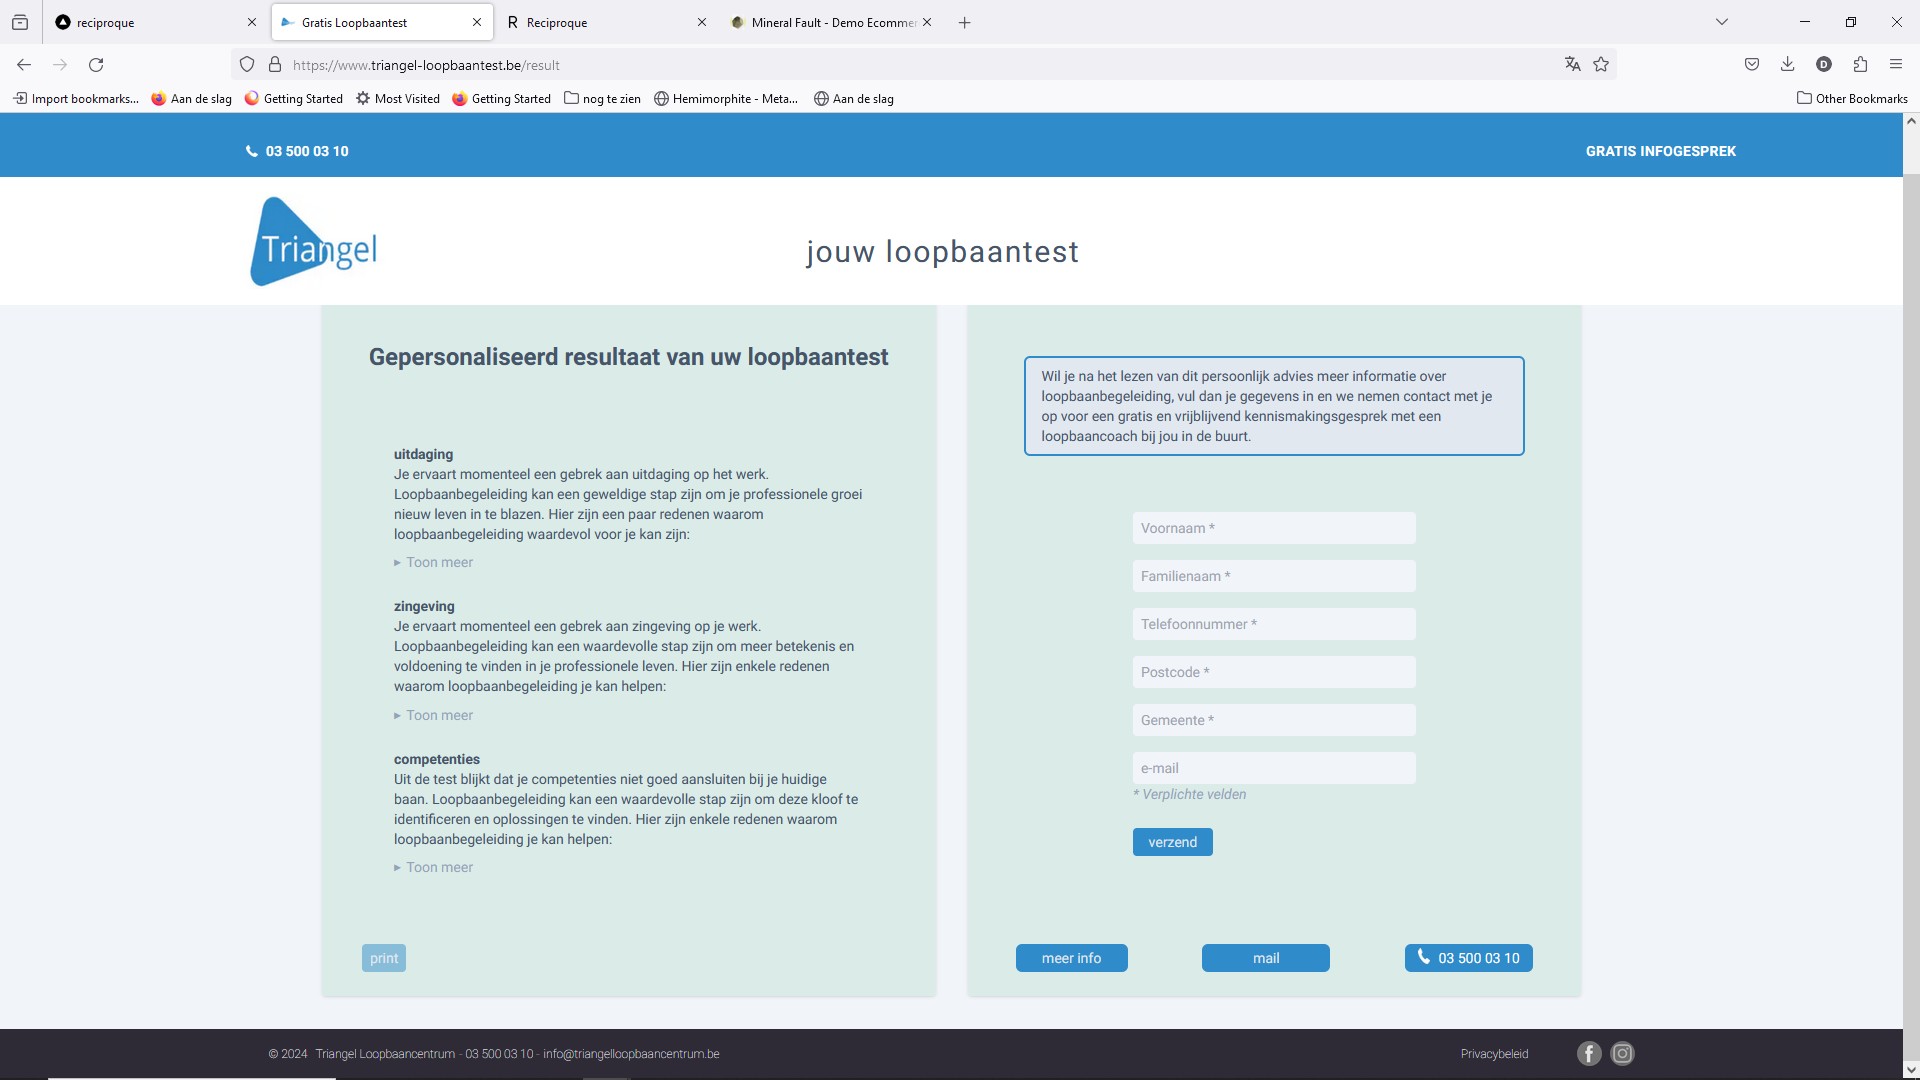 reciproque
Gratis Loopbaantest
R Reciproque
Mineral Fault - Demo Ecommer
https://www.triangel-loopbaantest.be/result
D
Import bookmarks...
Aan de slag
Getting Started
Most Visited
Getting Started
nog te zien
Hemimorphite - Meta...
Aan de slag
Other Bookmarks
03 500 03 10
GRATIS INFOGESPREK
Triangel
jouw loopbaantest
Gepersonaliseerd resultaat van uw loopbaantest
uitdaging
Je ervaart momenteel een gebrek aan uitdaging op het werk.
Loopbaanbegeleiding kan een geweldige stap zijn om je professionele groei
nieuw leven in te blazen. Hier zijn een paar redenen waarom
loopbaanbegeleiding waardevol voor je kan zijn:
Toon meer
zingeving
Je ervaart momenteel een gebrek aan zingeving op je werk.
Loopbaanbegeleiding kan een waardevolle stap zijn om meer betekenis en
voldoening te vinden in je professionele leven. Hier zijn enkele redenen
waarom loopbaanbegeleiding je kan helpen:
Toon meer
competenties
Uit de test blijkt dat je competenties niet goed aansluiten bij je huidige
baan. Loopbaanbegeleiding kan een waardevolle stap zijn om deze kloof te
identificeren en oplossingen te vinden. Hier zijn enkele redenen waarom
loopbaanbegeleiding je kan helpen:
Toon meer
print
Wil je na het lezen van dit persoonlijk advies meer informatie over
loopbaanbegeleiding, vul dan je gegevens in en we nemen contact met je
op voor een gratis en vrijblijvend kennismakingsgesprek met een
loopbaancoach bij jou in de buurt.
Voornaam *
Familienaam *
Telefoonnummer *
Postcode *
Gemeente *
e-mail
* Verplichte velden
verzend
meer info
mail
03 500 03 10
© 2024 Triangel Loopbaancentrum - 03 500 03 10 - info@triangelloopbaancentrum.be
Privacybeleid